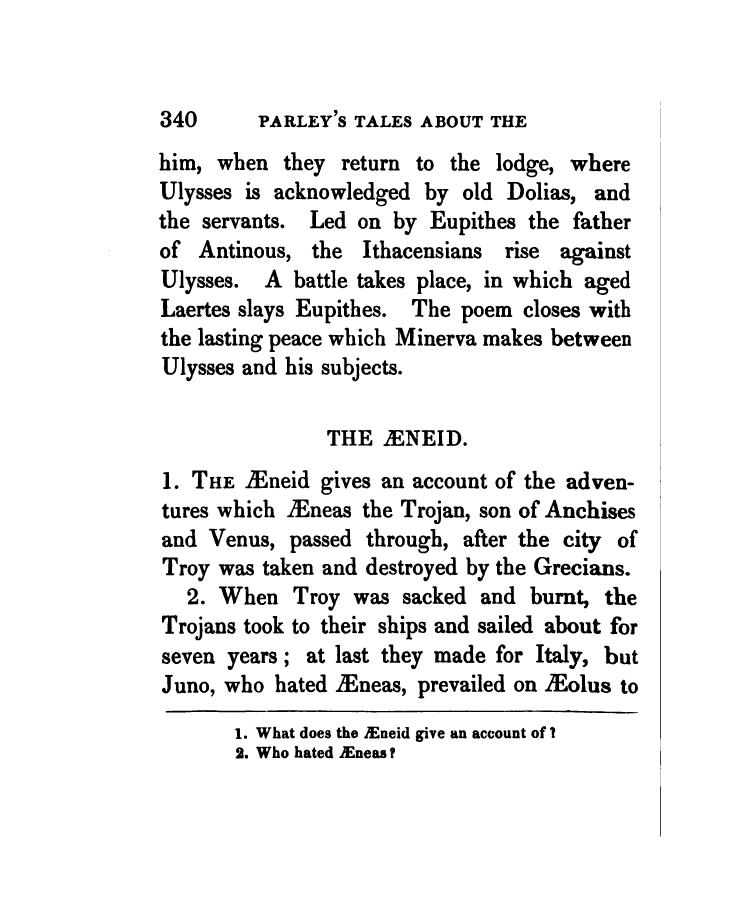 340 PARLEY'S TALES ABOUT THE
him, when they return to the lodge, where
Ulysses is acknowledged by old Dolias, and
the servants. Led on by Eupithes the father
of Antinous, the Ithacensians rise against
Ulysses. A battle takes place, in which aged
Laertes slays Eupithes. The poem closes with
the lasting peace which Minerva makes between
Ulysses and his subjects.
THE ÆNEID.
1. THE Æneid gives an account of the adven-
tures which Æneas the Trojan, son of Anchises
and Venus, passed through, after the city of
Troy was taken and destroyed by the Grecians.
2. When Troy was sacked and burnt, the
Trojans took to their ships and sailed about for
seven years; at last they made for Italy, but
Juno, who hated Æneas, prevailed on Æolus to
1. What does the Æneid give an account of?
2. Who hated Æneas?